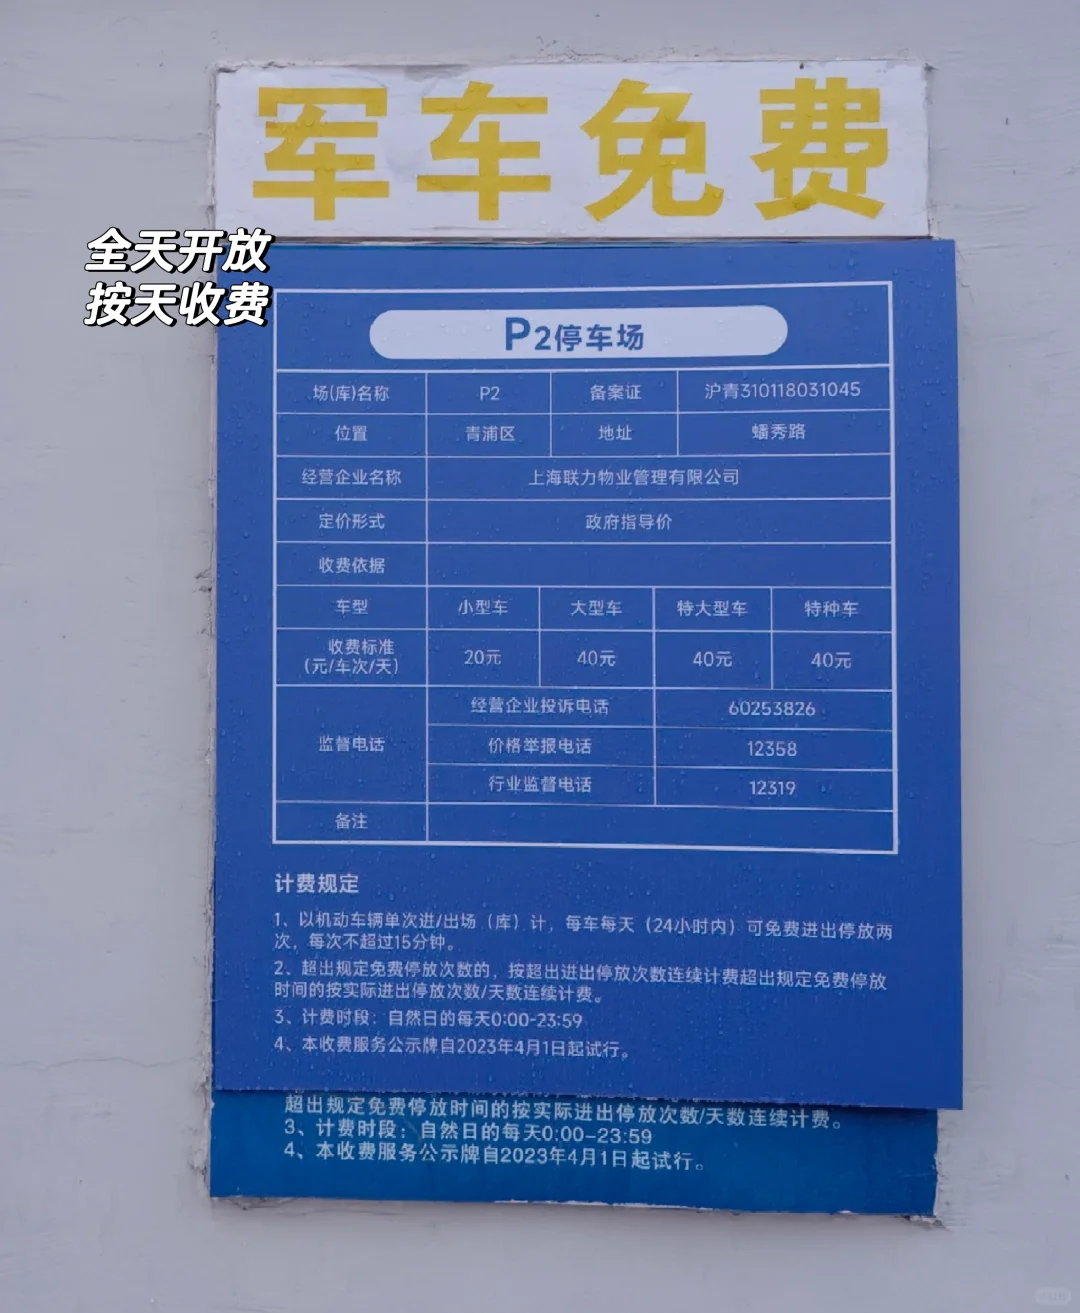 军车免费
全天开放
按天收费
P2停车场
场(库)名称 P2 备案证 沪青310118031045
位置 青浦区 地址 蟠秀路
经营企业名称 上海联力物业管理有限公司
定价形式 政府指导价
收费依据
车型 小型车 大型车 特大型车 特种车
收费标准
(元/车次/天) 20元 40元 40元 40元
监督电话
经营企业投诉电话 60253826
价格举报电话 12358
行业监督电话 12319
备注
计费规定
1、以机动车辆单次进/出场（库）计，每车每天（24小时内）可免费进出停放两
次，每次不超过15分钟。
2、超出规定免费停放次数的，按超出进出停放次数连续计费超出规定免费停放
时间的按实际进出停放次数/天数连续计费。
3、计费时段：自然日的每天0:00-23:59
4、本收费服务公示牌自2023年4月1日起试行。
超出规定免费停放时间的按实际进出停放次数/天数连续计费。
3、计费时段：自然日的每天0:00-23:59
4、本收费服务公示牌自2023年4月1日起试行。